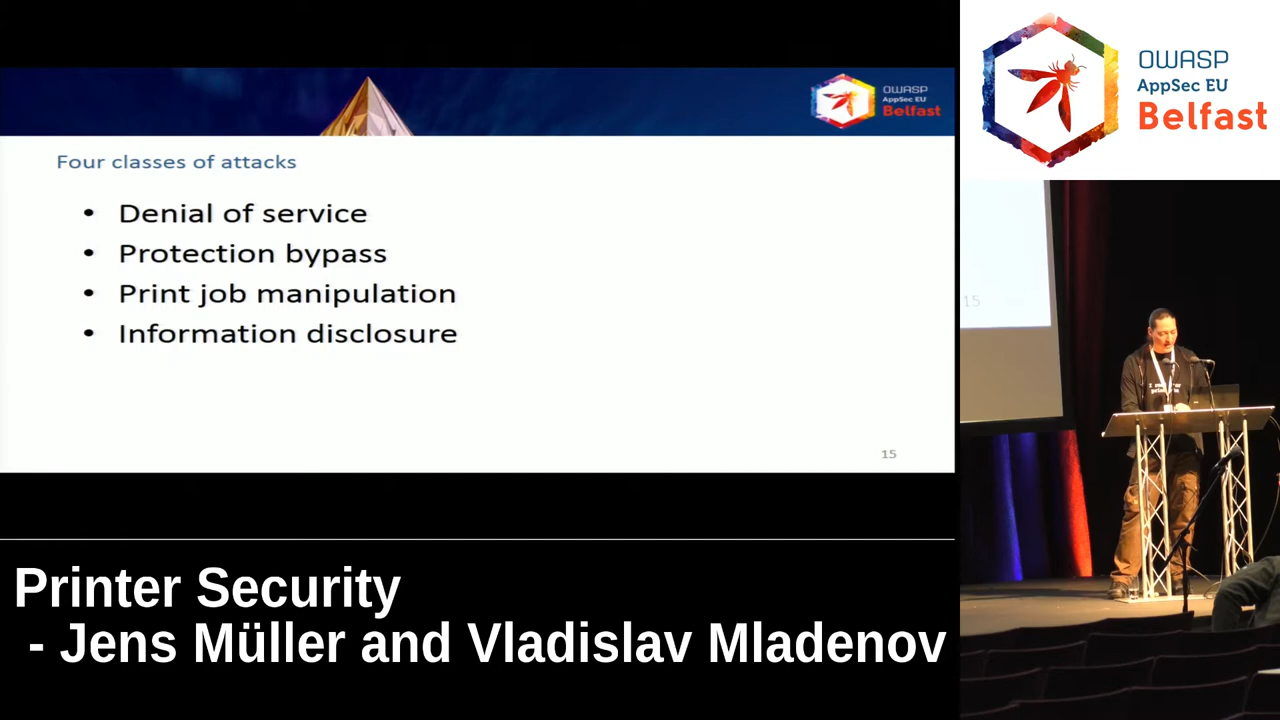 OWASP
AppSec EU
Belfast
Four classes of attacks
• Denial of service
• Protection bypass
• Print job manipulation
• Information disclosure
15
Printer Security
- Jens Müller and Vladislav Mladenov
OWASP
AppSec EU
Belfast
15